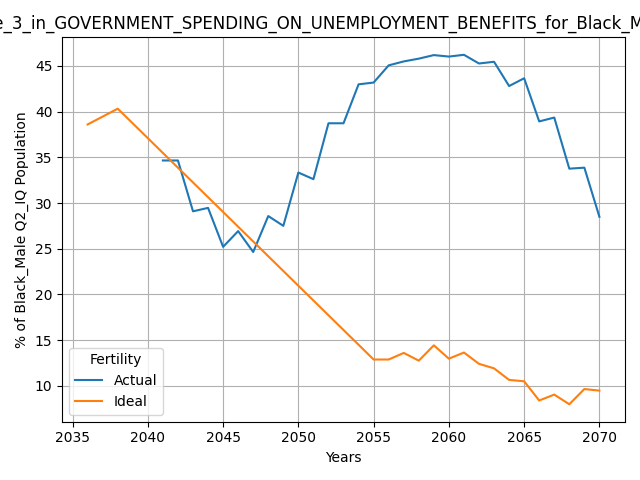 e_3_in_GOVERNMENT_SPENDING_ON_UNEMPLOYMENT_BENEFITS_for_Black_M
% of Black_Male Q2_IQ Population
45
40
35
30
25
20
15
10
Fertility
Actual
Ideal
2035 2040 2045 2050 2055 2060 2065 2070
Years